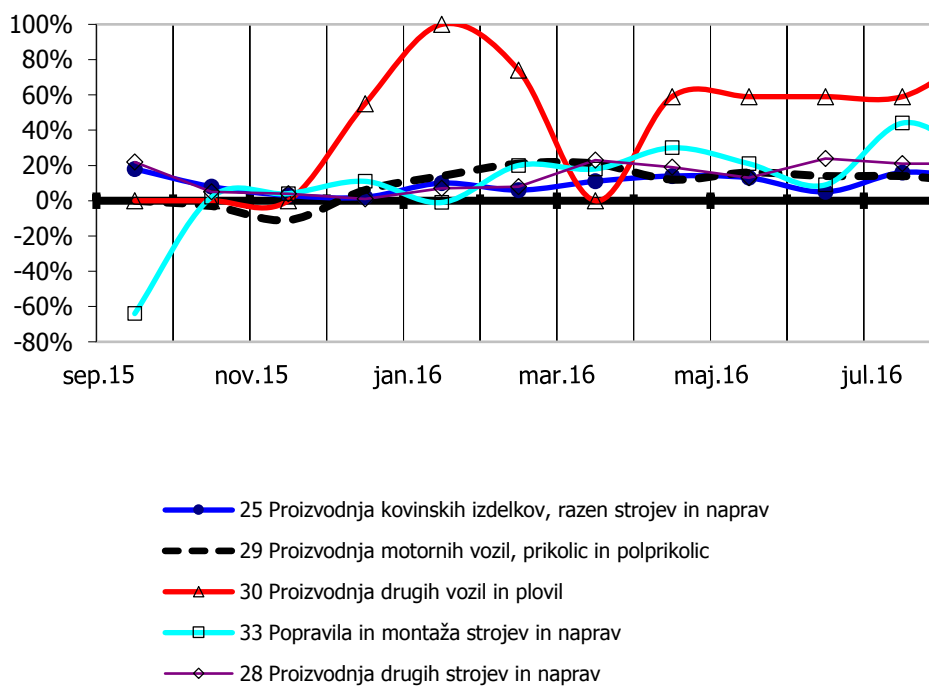 100%
80%
60%
40%
20%
0%
-20%
-40%
-60%
-80%
sep.15 nov.15 jan.16 mar.16 maj.16 jul.16
25 Proizvodnja kovinskih izdelkov, razen strojev in naprav
29 Proizvodnja motornih vozil, prikolic in polprikolic
30 Proizvodnja drugih vozil in plovil
33 Popravila in montaža strojev in naprav
28 Proizvodnja drugih strojev in naprav